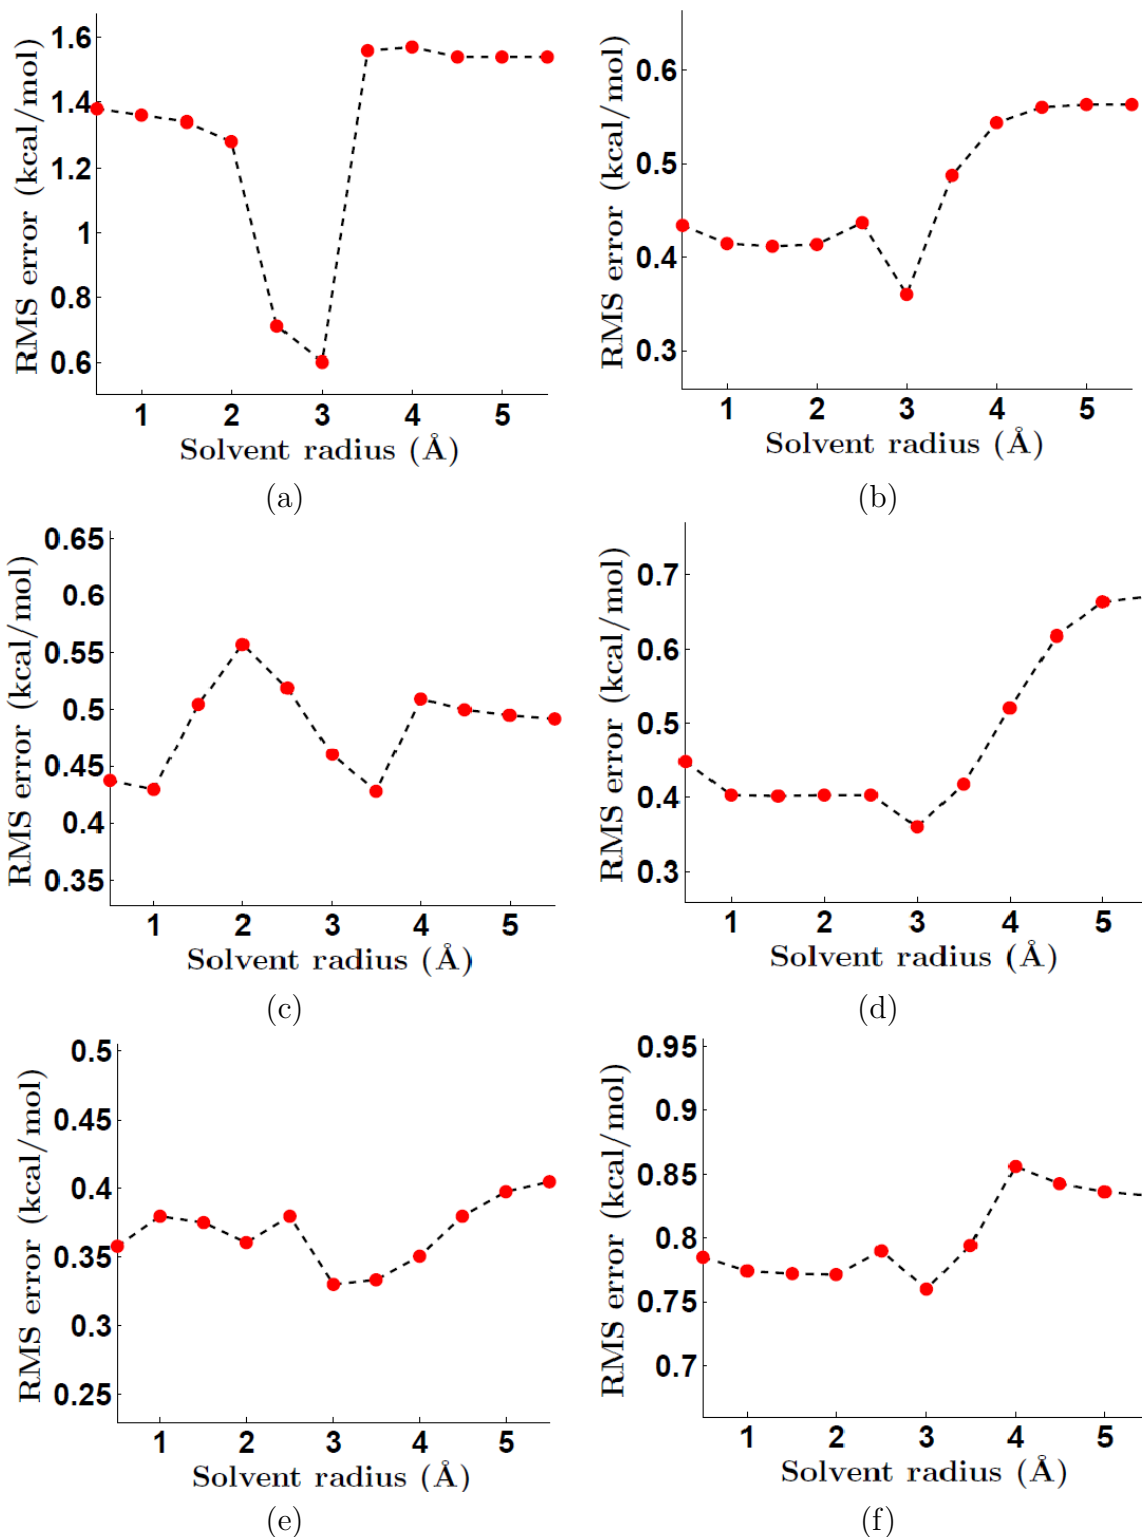 RMS error (kcal/mol)
1.6
1.4
1.2
1
0.8
0.6
1 2 3 4 5
Solvent radius (Å)
(a)
RMS error (kcal/mol)
0.6
0.5
0.4
0.3
1 2 3 4 5
Solvent radius (Å)
(b)
RMS error (kcal/mol)
0.65
0.6
0.55
0.5
0.45
0.4
0.35
1 2 3 4 5
Solvent radius (Å)
(c)
RMS error (kcal/mol)
0.7
0.6
0.5
0.4
0.3
1 2 3 4 5
Solvent radius (Å)
(d)
RMS error (kcal/mol)
0.5
0.45
0.4
0.35
0.3
0.25
1 2 3 4 5
Solvent radius (Å)
(e)
RMS error (kcal/mol)
0.95
0.9
0.85
0.8
0.75
0.7
1 2 3 4 5
Solvent radius (Å)
(f)